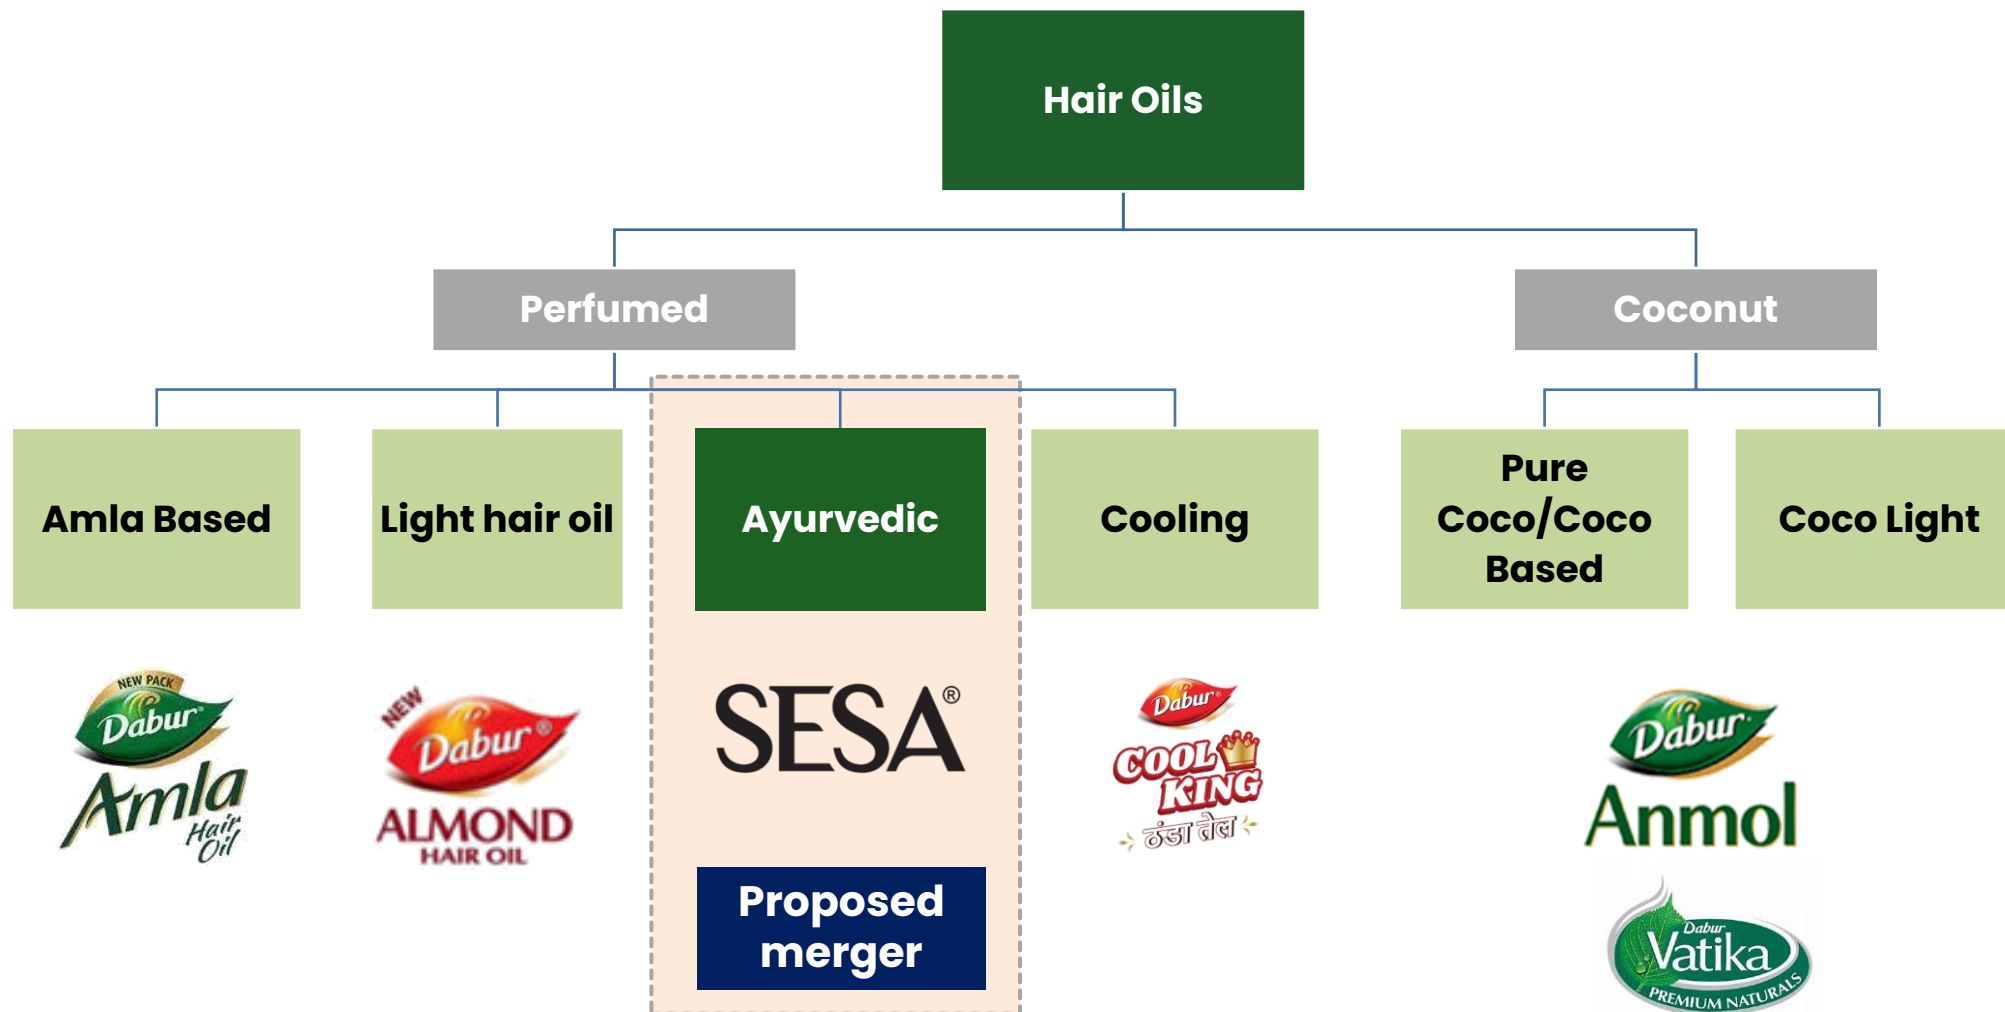 Hair Oils
Perfumed
Coconut
Amla Based
Light hair oil
Ayurvedic
Cooling
Pure
Coco/Coco
Based
Coco Light
NEW PACK
Dabur
Amla
Hair
Oil
NEW
Dabur®
ALMOND
HAIR OIL
SESA®
Proposed
merger
Dabur
COOL
KING
ठंडा तेल
Dabur
Anmol
Dabur
Vatika
PREMIUM NATURALS